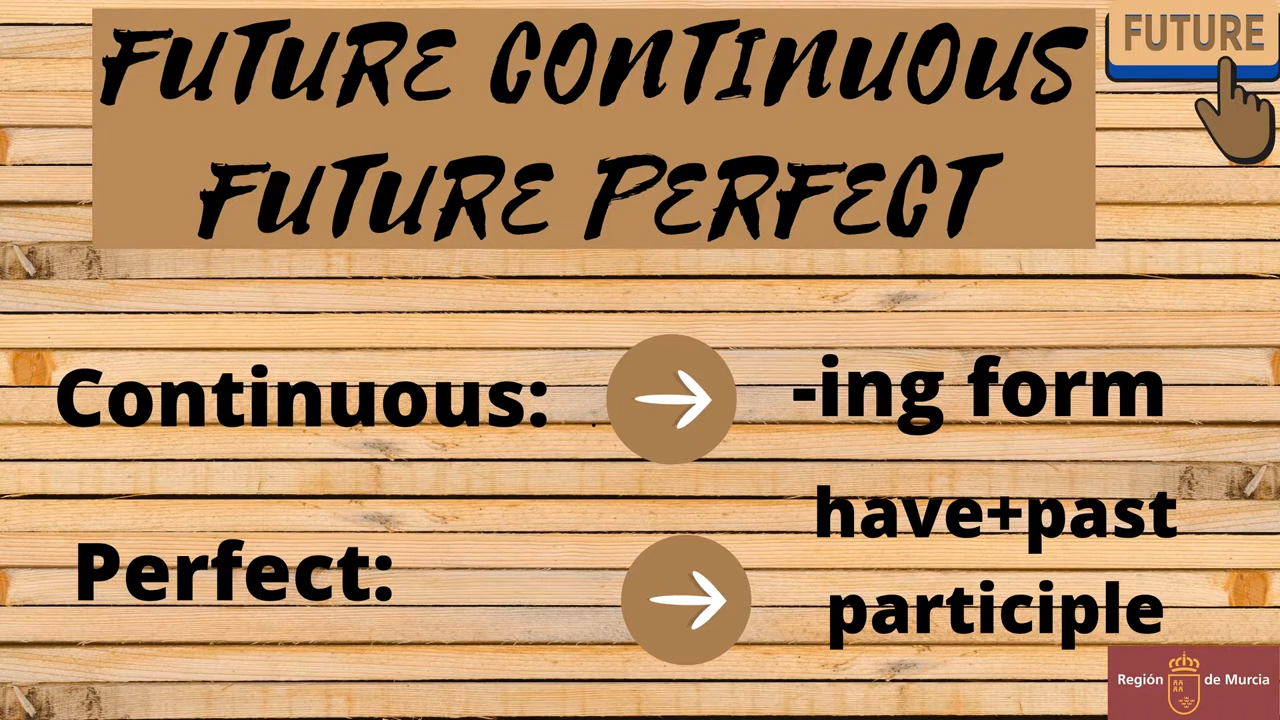 FUTURE CONTINUOUS
FUTURE
FUTURE PERFECT
Continuous:
-ing form
Perfect:
have+past
participle
Región de Murcia